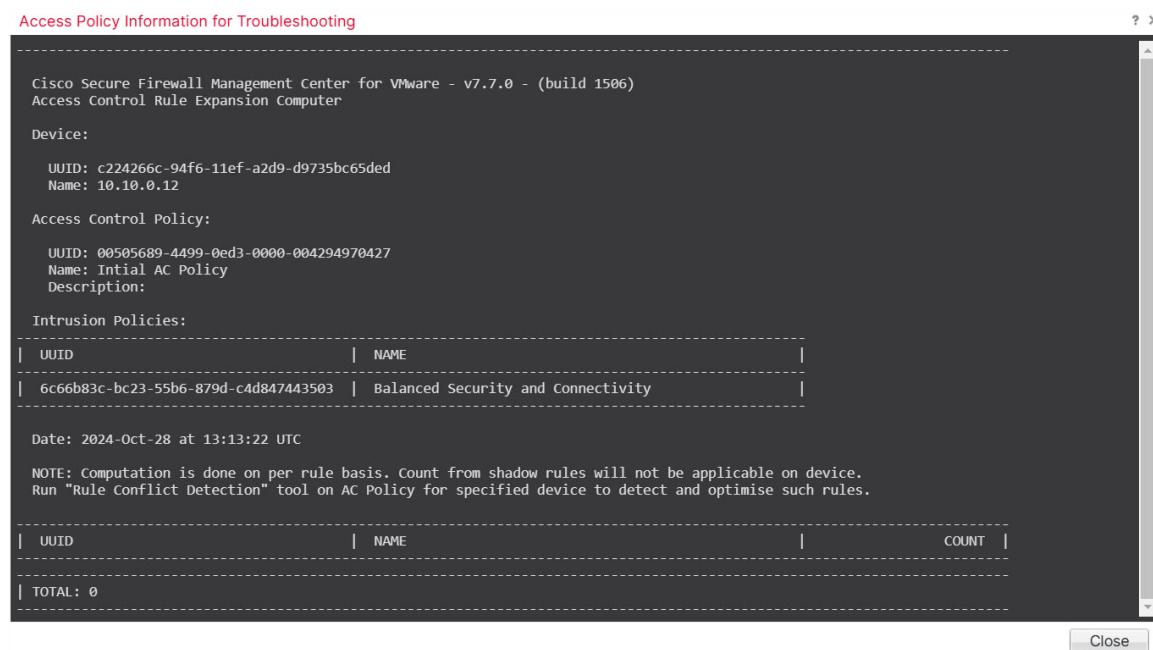 Access Policy Information for Troubleshooting
?
Cisco Secure Firewall Management Center for VMware - v7.7.0 - (build 1506)
Access Control Rule Expansion Computer
Device:
UUID: c224266c-94f6-11ef-a2d9-d9735bc65ded
Name: 10.10.0.12
Access Control Policy:
UUID: 00505689-4499-0ed3-0000-004294970427
Name: Intial AC Policy
Description:
Intrusion Policies:
| UUID | NAME |
| 6c66b83c-bc23-55b6-879d-c4d847443503 | Balanced Security and Connectivity |
Date: 2024-Oct-28 at 13:13:22 UTC
NOTE: Computation is done on per rule basis. Count from shadow rules will not be applicable on device.
Run "Rule Conflict Detection" tool on AC Policy for specified device to detect and optimise such rules.
| UUID | NAME | COUNT |
| TOTAL: 0
Close